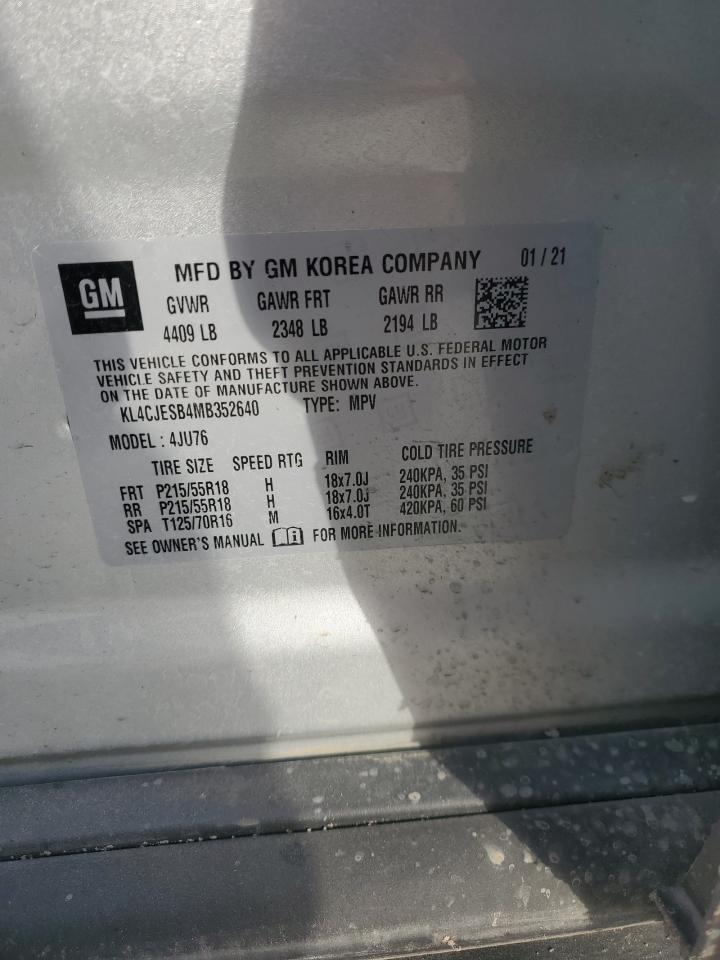 GM
MFD BY GM KOREA COMPANY 01 / 21
GVWR GAWR FRT GAWR RR
4409 LB 2348 LB 2194 LB
THIS VEHICLE CONFORMS TO ALL APPLICABLE U.S. FEDERAL MOTOR
VEHICLE SAFETY AND THEFT PREVENTION STANDARDS IN EFFECT
ON THE DATE OF MANUFACTURE SHOWN ABOVE.
KL4CJESB4MB352640 TYPE: MPV
MODEL : 4JU76
TIRE SIZE SPEED RTG RIM COLD TIRE PRESSURE
FRT P215/55R18 H 18x7.0J 240KPA, 35 PSI
RR P215/55R18 H 18x7.0J 240KPA, 35 PSI
SPA T125/70R16 M 16x4.0T 420KPA, 60 PSI
SEE OWNER'S MANUAL i FOR MORE INFORMATION.